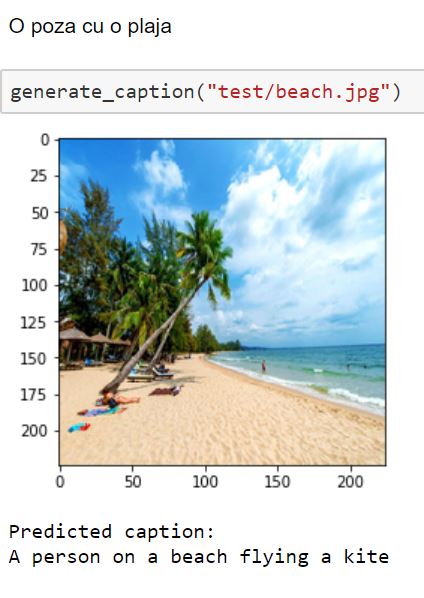 O poza cu o plaja
generate_caption("test/beach.jpg")
0
25
50
75
100
125
150
175
200
0 50 100 150 200
Predicted caption:
A person on a beach flying a kite